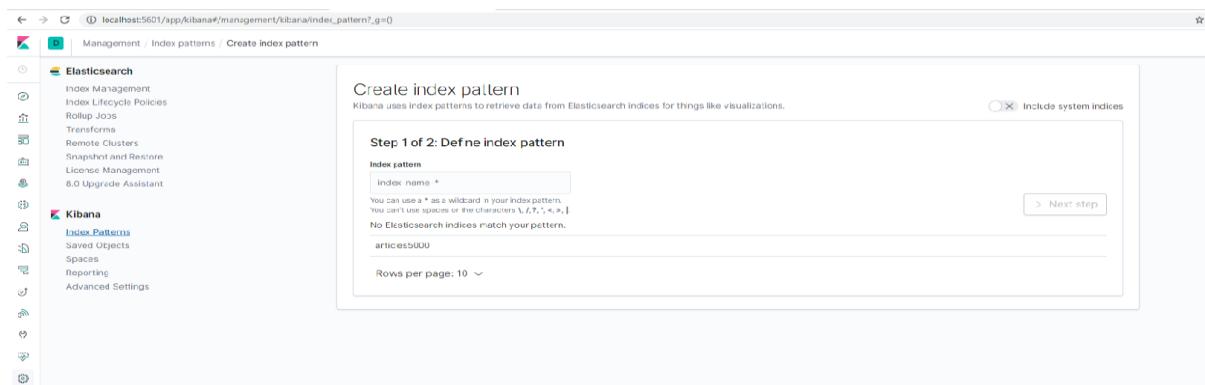 localhost:5601/app/kibana#/management/kibana/index_pattern?_g=()
D
Management / Index patterns / Create index pattern
Elasticsearch
Index Management
Index Lifecycle Policies
Rollup Jobs
Transforms
Remote Clusters
Snapshot and Restore
License Management
8.0 Upgrade Assistant
Kibana
Index Patterns
Saved Objects
Spaces
Reporting
Advanced Settings
Create index pattern
Kibana uses index patterns to retrieve data from Elasticsearch indices for things like visualizations.
Include system indices
Step 1 of 2: Define index pattern
Index pattern
index name *
You can use a * as a wildcard in your index pattern.
You can't use spaces or the characters \, /, ?, ", <, >, |.
> Next step
No Elasticsearch indices match your pattern.
articles5000
Rows per page: 10